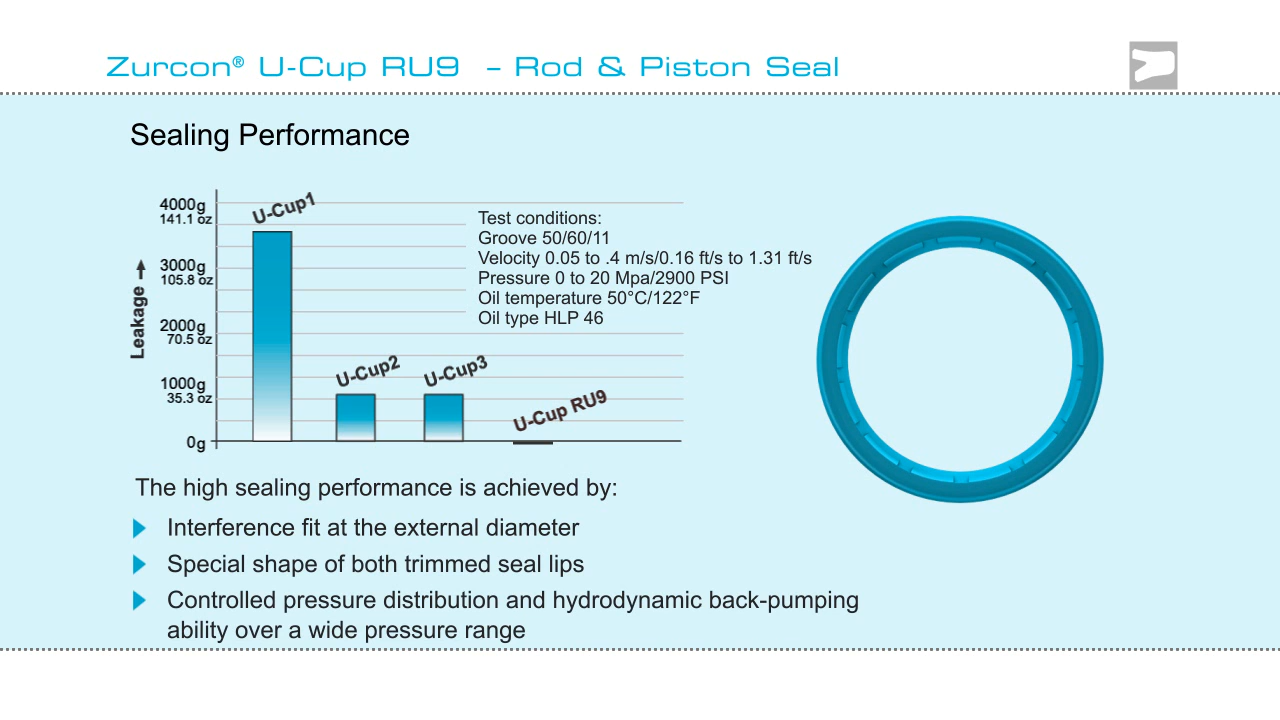 Zurcon® U-Cup RU9 – Rod & Piston Seal
Sealing Performance
4000g
141.1 oz
3000g
105.8 oz
2000g
70.5 oz
1000g
35.3 oz
0g
Leakage →
U-Cup1
U-Cup2
U-Cup3
U-Cup RU9
Test conditions:
Groove 50/60/11
Velocity 0.05 to .4 m/s/0.16 ft/s to 1.31 ft/s
Pressure 0 to 20 Mpa/2900 PSI
Oil temperature 50°C/122°F
Oil type HLP 46
The high sealing performance is achieved by:
Interference fit at the external diameter
Special shape of both trimmed seal lips
Controlled pressure distribution and hydrodynamic back-pumping
ability over a wide pressure range